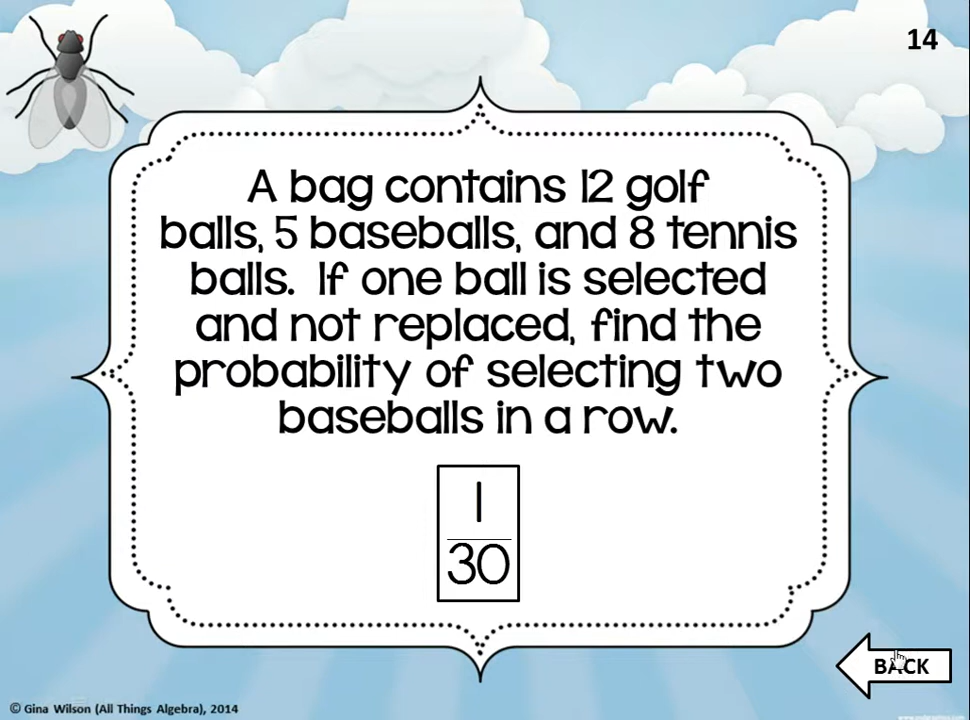 14
A bag contains 12 golf
balls, 5 baseballs, and 8 tennis
balls. If one ball is selected
and not replaced, find the
probability of selecting two
baseballs in a row.
1
30
BACK
© Gina Wilson (All Things Algebra), 2014